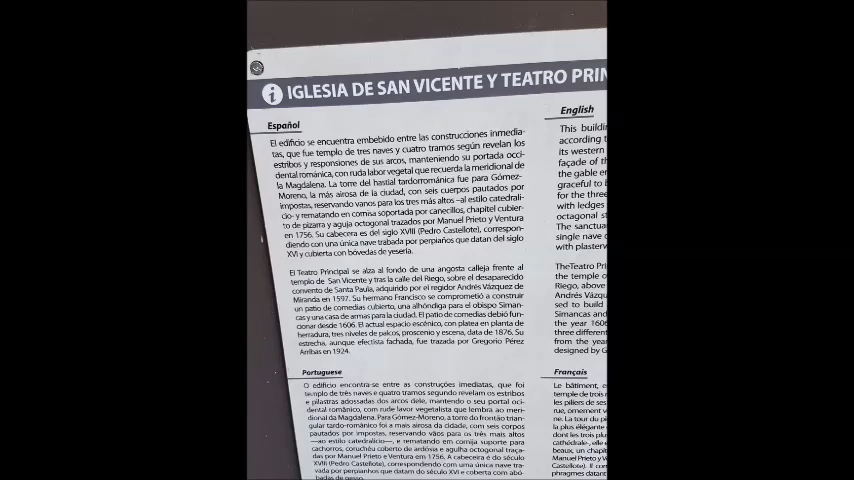 IGLESIA DE SAN VICENTE Y TEATRO PRIN
Español
El edificio se encuentra embebido entre las construcciones inmedia-
tas, que fue templo de tres naves y cuatro tramos según revelan los
estribos y responsiones de sus arcos, manteniendo su portada occi-
dental románica, con ruda labor vegetal que recuerda la meridional de
la Magdalena. La torre del hastial tardorrománica fue para Gómez-
Moreno, la más airosa de la ciudad, con seis cuerpos pautados por
impostas, reservando vanos para los tres más altos –al estilo catedrali-
cio- y rematando en cornisa soportada por canecillos, chapitel cubier-
to de pizarra y aguja octogonal trazados por Manuel Prieto y Ventura
en 1756. Su cabecera es del siglo XVIII (Pedro Castellote), correspon-
diendo con una única nave trabada por perpiaños que datan del siglo
XVI y cubierta con bóvedas de yesería.
El Teatro Principal se alza al fondo de una angosta calleja frente al
templo de San Vicente y tras la calle del Riego, sobre el desaparecido
convento de Santa Paula, adquirido por el regidor Andrés Vázquez de
Miranda en 1597. Su hermano Francisco se comprometió a construir
un patio de comedias cubierto, una alhóndiga para el obispo Siman-
cas y una casa de armas para la ciudad. El patio de comedias debió fun-
cionar desde 1606. El actual espacio escénico, con platea en planta de
herradura, tres niveles de palcos, proscenio y escena, data de 1876. Su
estrecha, aunque efectista fachada, fue trazada por Gregorio Pérez
Arribas en 1924.
Portuguese
O edifício encontra-se entre as construções imediatas, que foi
templo de três naves e quatro tramos segundo revelam os estribos
e pilastras adossadas dos arcos dele, mantendo o seu portal oci-
dental românico, com rude lavor vegetalista que lembra ao meri-
dional da Magdalena. Para Gómez-Moreno, a torre do frontão trian-
gular tardo-românico foi a mais airosa da cidade, com seis corpos
pautados por impostas, reservando vãos para os três mais altos
—ao estilo catedralício—, e rematando em cornija suporte para
cachorros, coruchéu coberto de ardósia e agulha octogonal traça-
das por Manuel Prieto e Ventura em 1756. A cabeceira é do século
XVIII (Pedro Castellote), correspondendo com uma única nave tra-
vada por perpianhos que datam do século XVI e coberta com abó-
badas de gesso.
English
This buildin
according t
its western
façade of th
the gable en
graceful to b
for the three
with ledges
octagonal st
The sanctua
single nave c
with plasterw
TheTeatro Prin
the temple o
Riego, above
Andrés Vázqu
sed to build
Simancas and
the year 1606
three different
from the year
designed by G
Français
Le bâtiment, e
temple de trois
les piliers de ses
rue, ornement v
ne. La tour du pi
la plus élégante
dont les trois plus
cathédrale-, elle e
beaux, un chapit
Manuel Prieto y V
Castellote). Il corr
phragmes datant